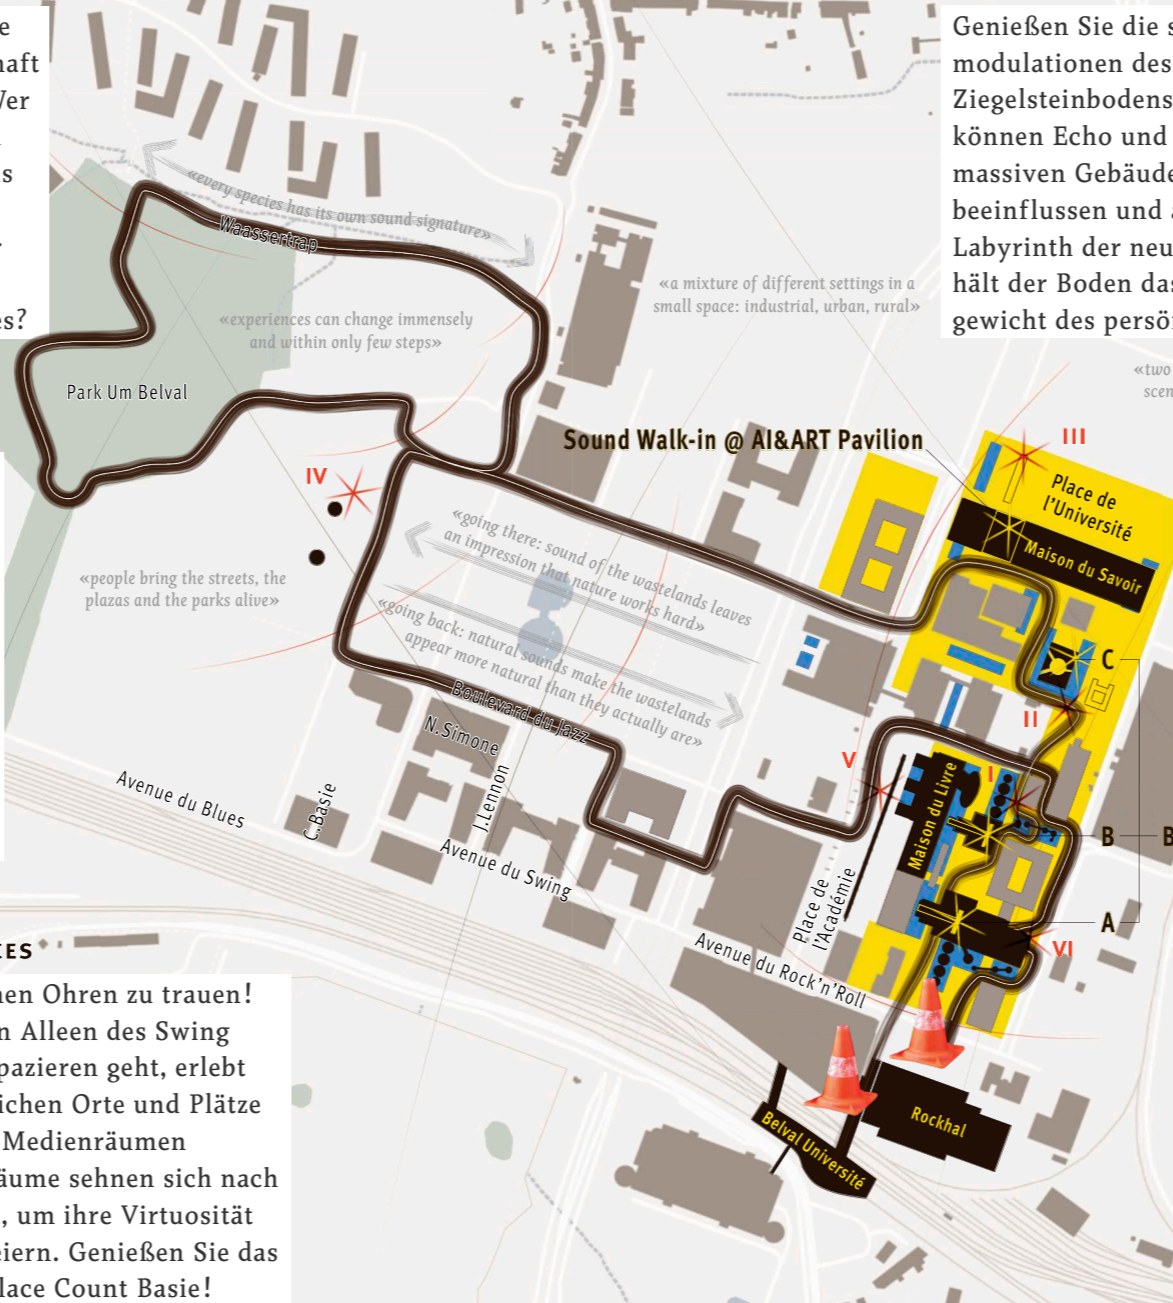 e
haft
Wer
s
es?
Genießen Sie die s
modulationen des
Ziegelsteinbodens
können Echo und
massiven Gebäude
beeinflussen und a
Labyrinth der neu
hält der Boden das
gewicht des persö
«every species has its own sound signature»
Waassertrap
«a mixture of different settings in a
small space: industrial, urban, rural»
«experiences can change immensely
and within only few steps»
«two
scen
Park Um Belval
Sound Walk-in @ AI&ART Pavilion
III
Place de
l'Université
Maison du Savoir
IV
«going there: sound of the wastelands leaves
an impression that nature works hard»
«people bring the streets, the
plazas and the parks alive»
«going back: natural sounds make the wastelands
appear more natural than they actually are»
C
II
Boulevard du Jazz
N.Simone
V
I
Maison du Livre
Avenue du Blues
C.Basie
J.Lennon
B
B
Avenue du Swing
Place de
l'Académie
A
VI
Avenue du Rock'n'Roll
CES
nen Ohren zu trauen!
n Alleen des Swing
pazieren geht, erlebt
lichen Orte und Plätze
Medienräumen
äume sehnen sich nach
, um ihre Virtuosität
eiern. Genießen Sie das
lace Count Basie!
Rockhal
Belval Université